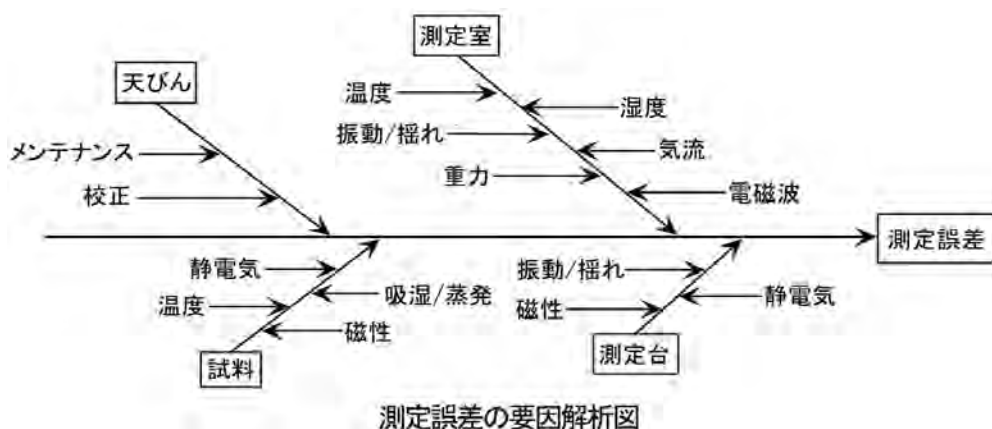 測定室
天びん
温度
湿度
振動/揺れ
メンテナンス
気流
重力
校正
電磁波
測定誤差
静電気
振動/揺れ
吸湿/蒸発
静電気
温度
磁性
磁性
試料
測定台
測定誤差の要因解析図